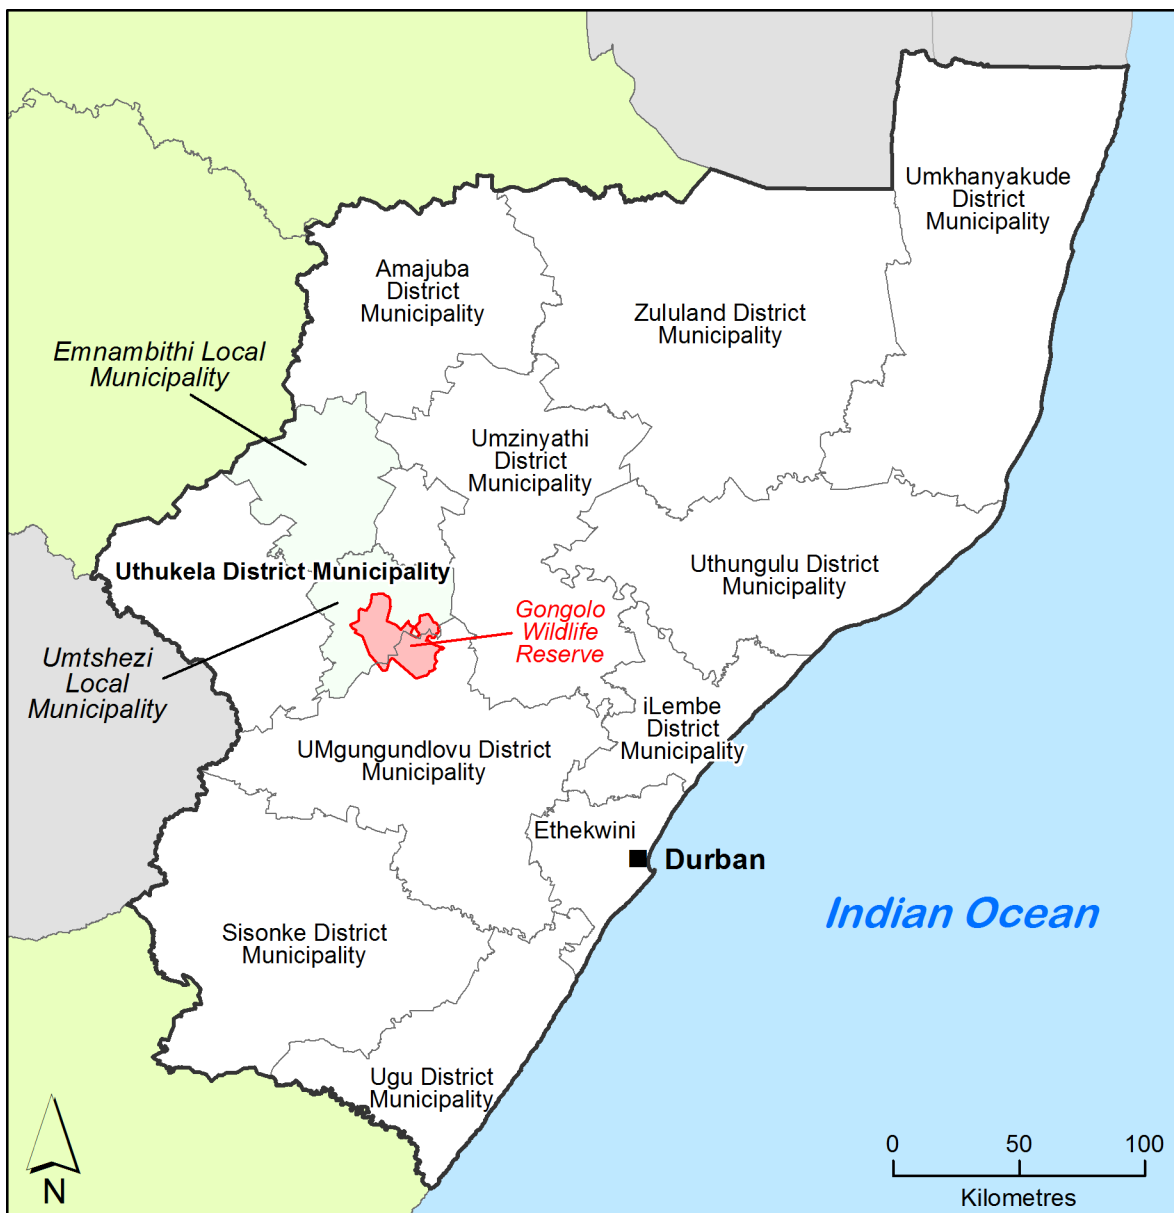 Umkhanyakude
District
Municipality
Amajuba
District
Municipality
Zululand District
Municipality
Emnambithi Local
Municipality
Umzinyathi
District
Municipality
Uthukela District Municipality
Uthungulu District
Municipality
Gongolo
Wildlife
Reserve
Umtshezi
Local
Municipality
iLembe
District
Municipality
UMgungundlovu District
Municipality
Ethekwini
Durban
Indian Ocean
Sisonke District
Municipality
Ugu District
Municipality
N
0 50 100
Kilometres